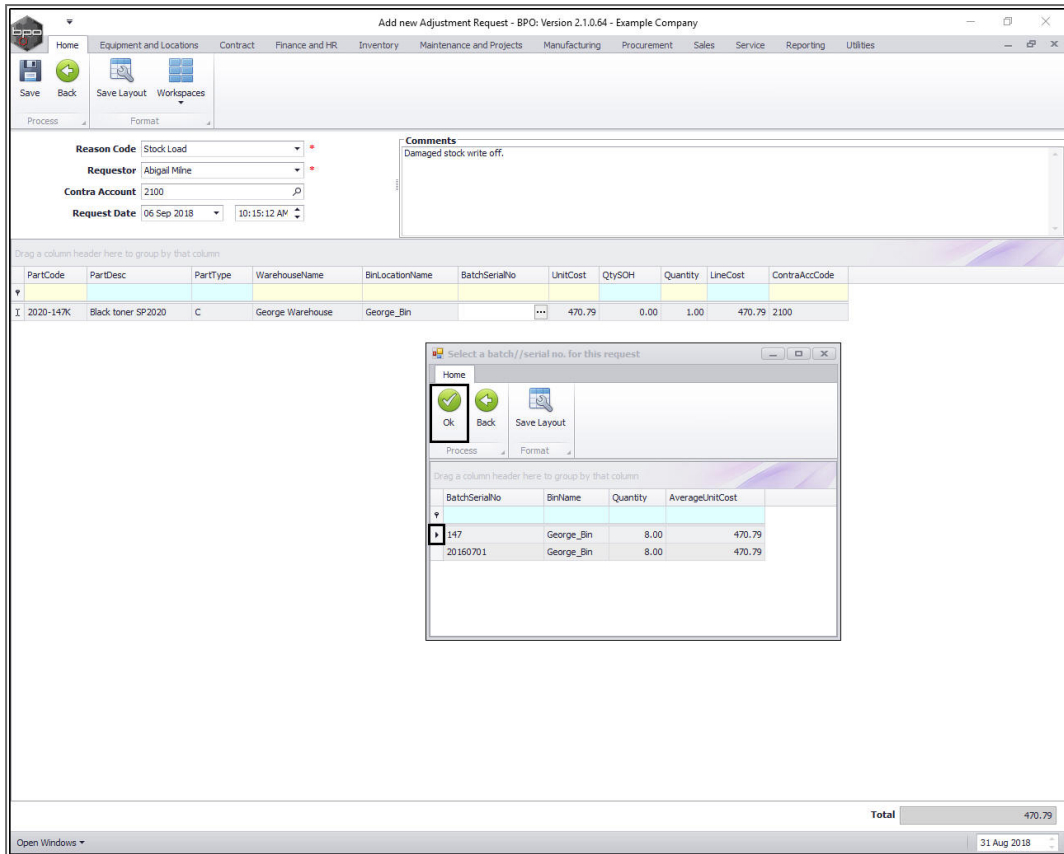 Add new Adjustment Request - BPO: Version 2.1.0.64 - Example Company
bpo
Home Equipment and Locations Contract Finance and HR Inventory Maintenance and Projects Manufacturing Procurement Sales Service Reporting Utilities
Save Back Save Layout Workspaces
Process Format
Reason Code Stock Load *
Requestor Abigail Milne *
Contra Account 2100
Request Date 06 Sep 2018 10:15:12 AM
Comments
Damaged stock write off.
Drag a column header here to group by that column
PartCode PartDesc PartType WarehouseName BinLocationName BatchSerialNo UnitCost QtySOH Quantity LineCost ContraAccCode
2020-147K Black toner SP2020 C George Warehouse George_Bin ... 470.79 0.00 1.00 470.79 2100
Select a batch//serial no. for this request
Home
Ok Back Save Layout
Process Format
Drag a column header here to group by that column
BatchSerialNo BinName Quantity AverageUnitCost
147 George_Bin 8.00 470.79
20160701 George_Bin 8.00 470.79
Total 470.79
Open Windows 31 Aug 2018